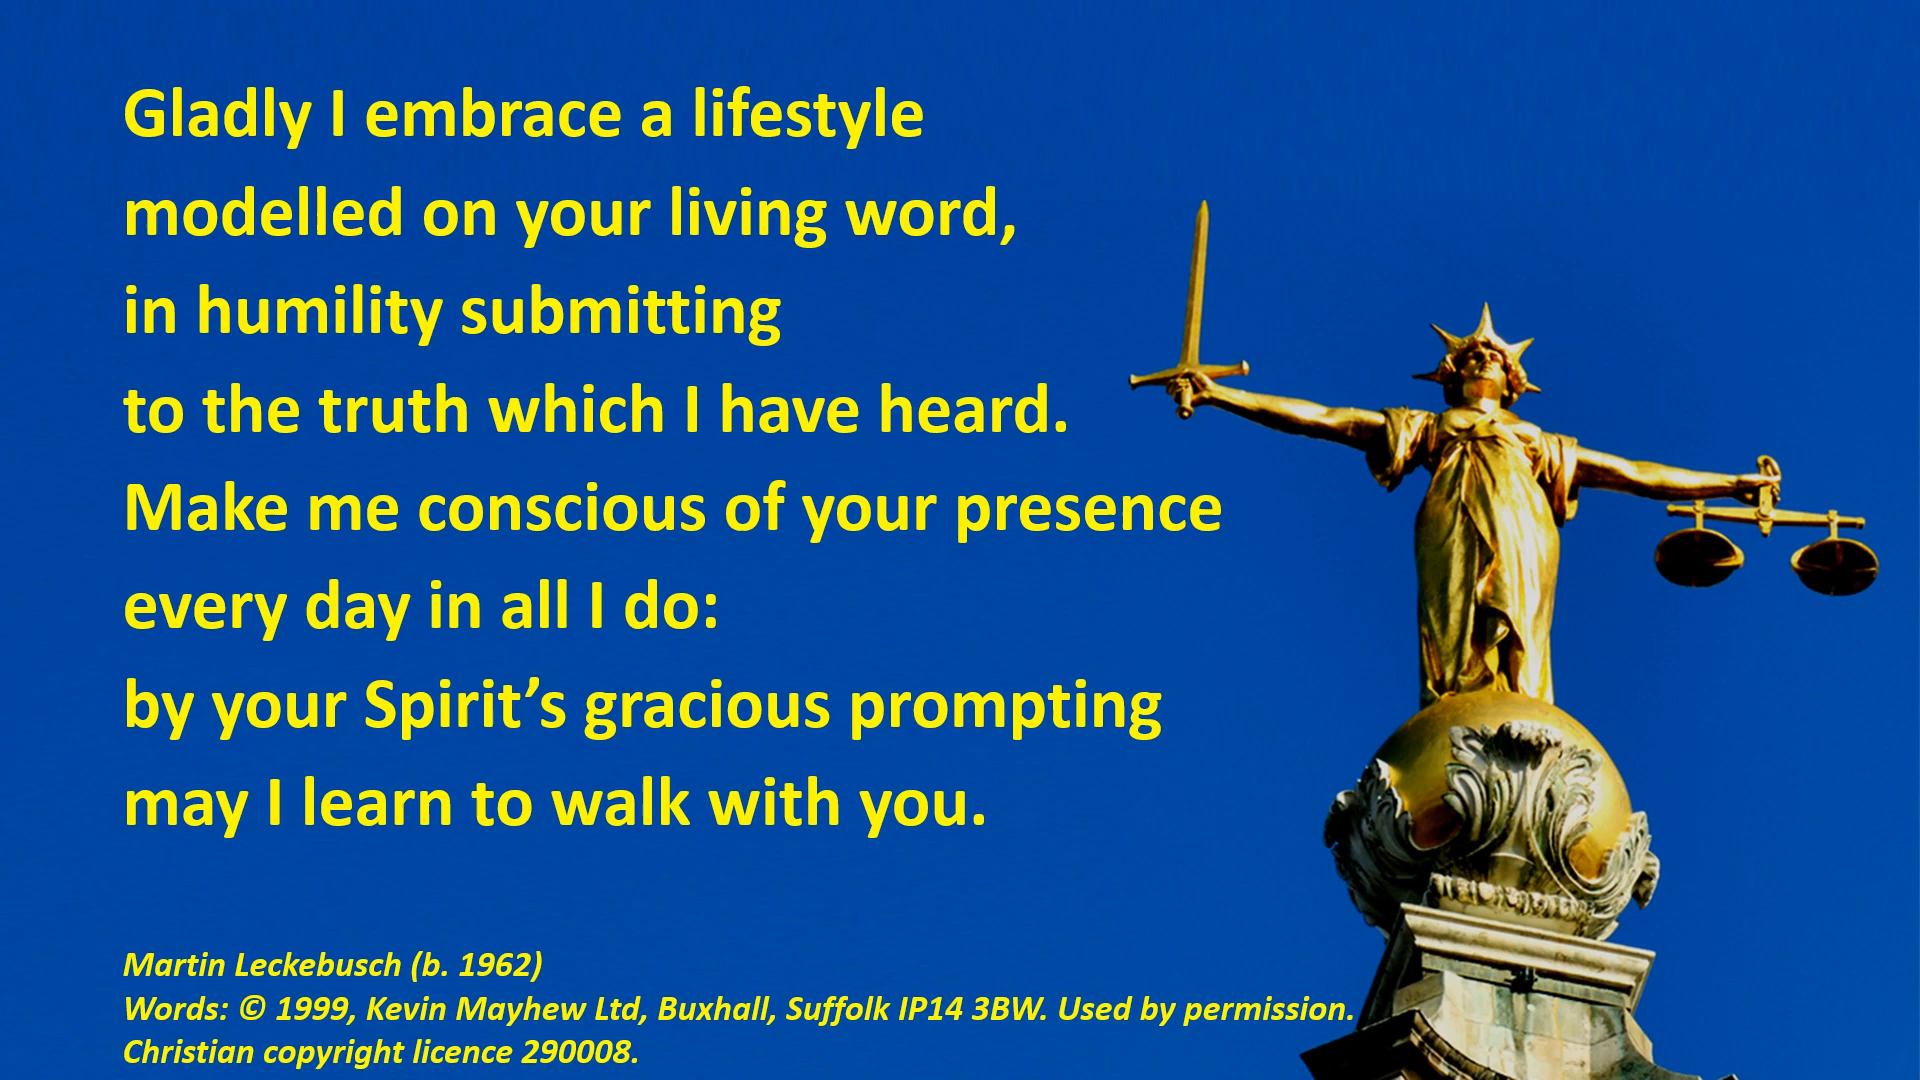 Gladly I embrace a lifestyle
modelled on your living word,
in humility submitting
to the truth which I have heard.
Make me conscious of your presence
every day in all I do:
by your Spirit’s gracious prompting
may I learn to walk with you.
Martin Leckebusch (b. 1962)
Words: © 1999, Kevin Mayhew Ltd, Buxhall, Suffolk IP14 3BW. Used by permission.
Christian copyright licence 290008.